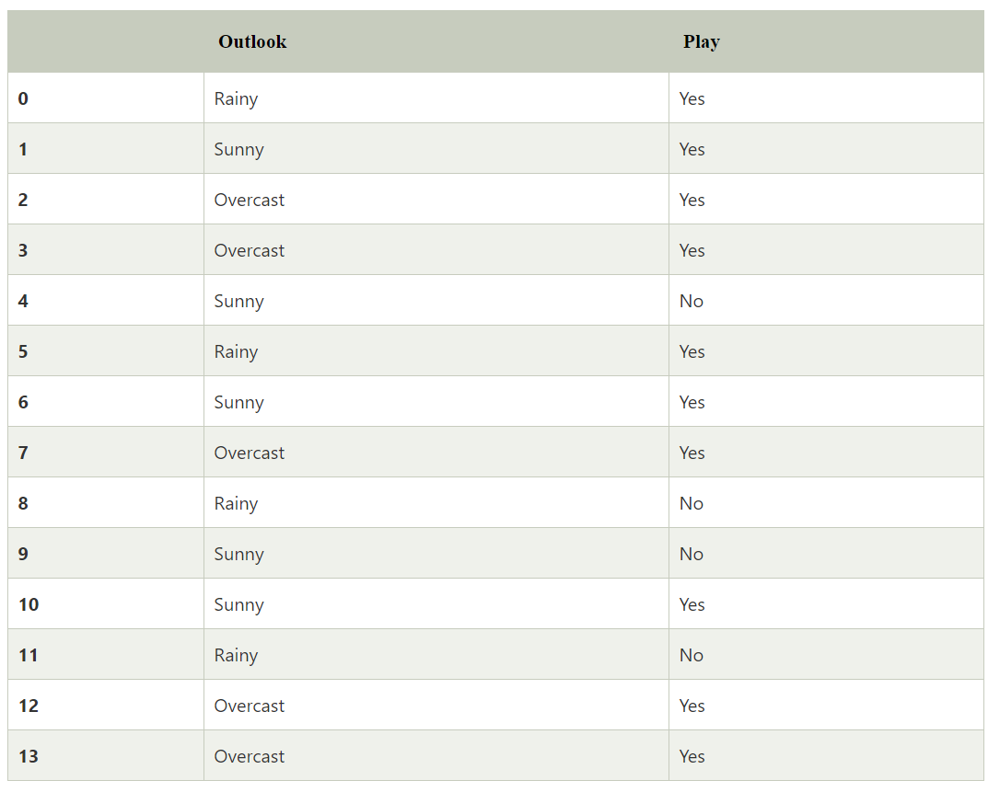 Outlook Play
0 Rainy Yes
1 Sunny Yes
2 Overcast Yes
3 Overcast Yes
4 Sunny No
5 Rainy Yes
6 Sunny Yes
7 Overcast Yes
8 Rainy No
9 Sunny No
10 Sunny Yes
11 Rainy No
12 Overcast Yes
13 Overcast Yes